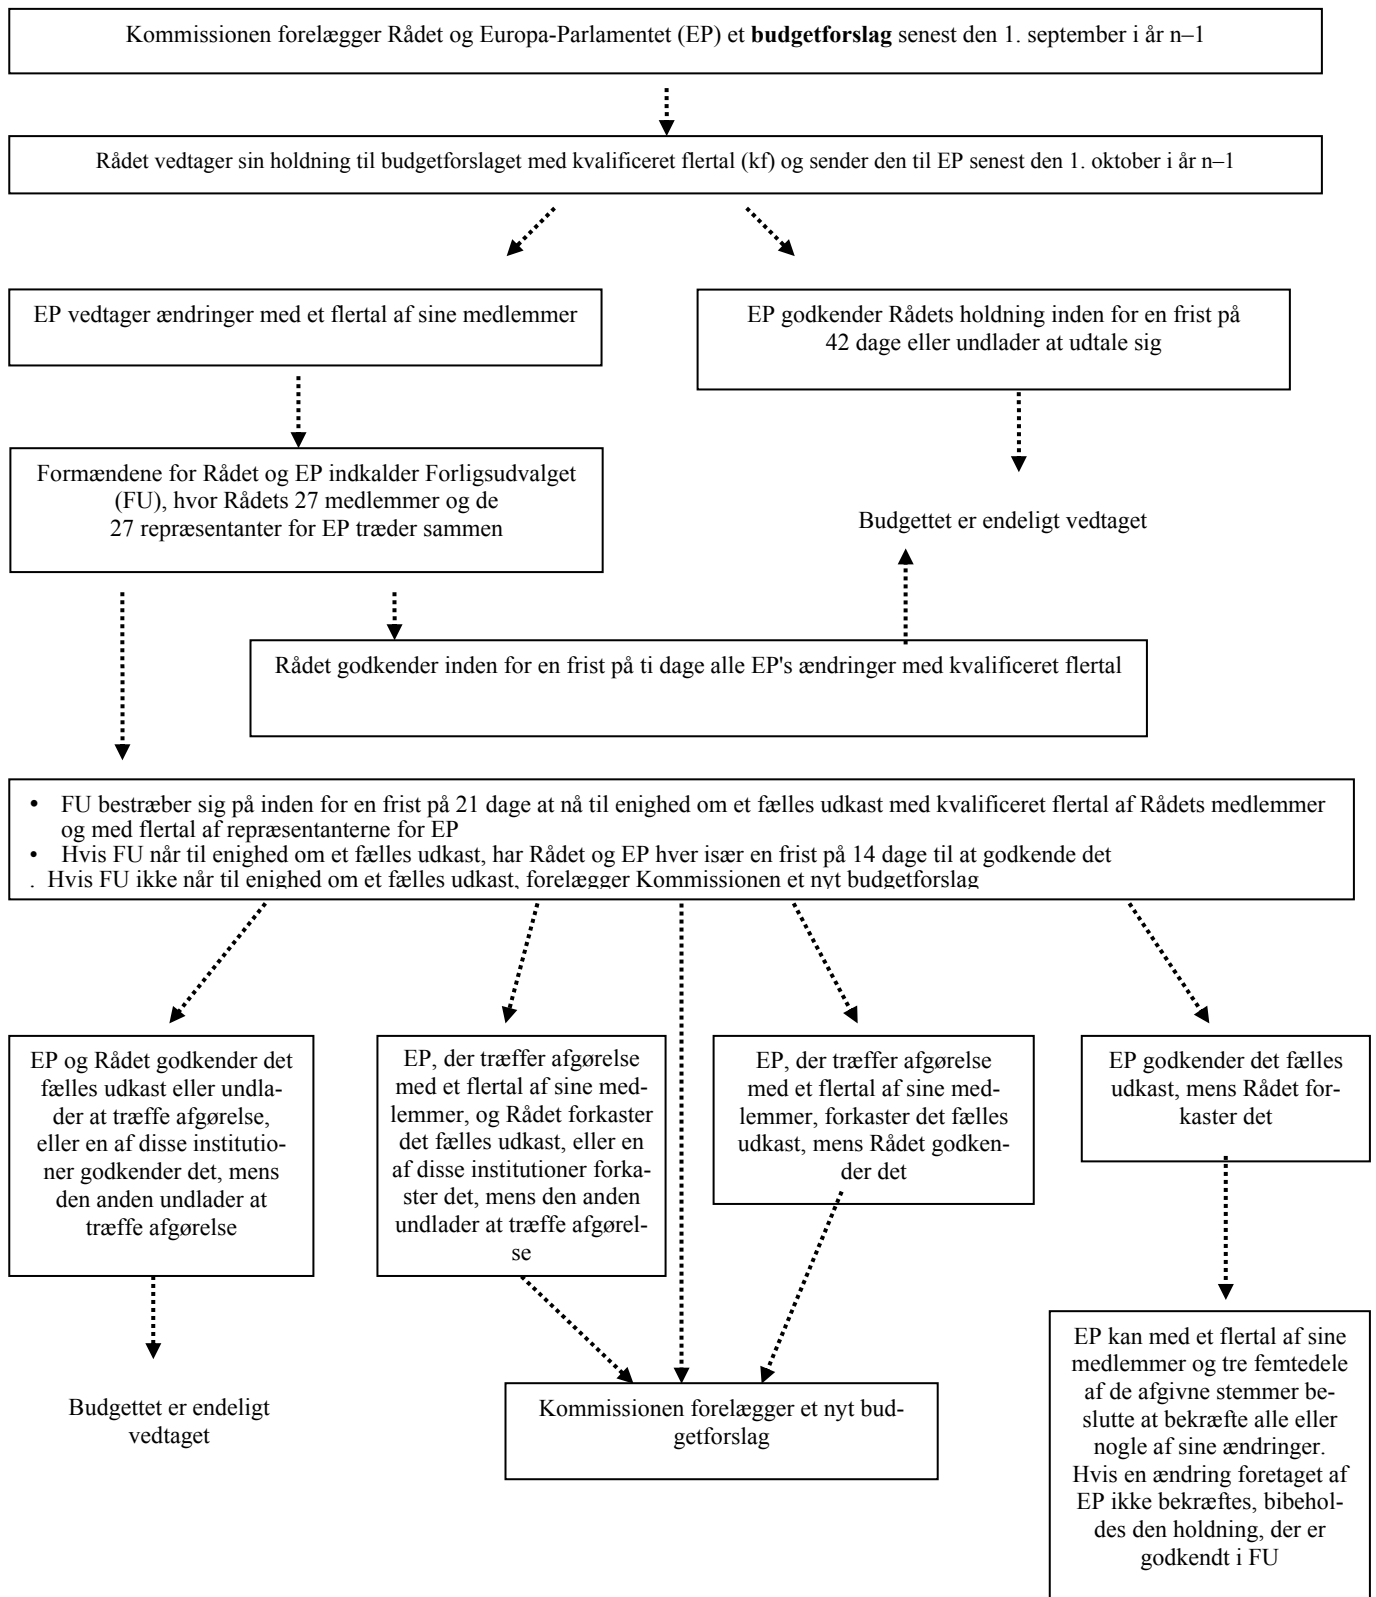 Kommissionen forelægger Rådet og Europa-Parlamentet (EP) et budgetforslag senest den 1. september i år n–1
Rådet vedtager sin holdning til budgetforslaget med kvalificeret flertal (kf) og sender den til EP senest den 1. oktober i år n–1
EP vedtager ændringer med et flertal af sine medlemmer
EP godkender Rådets holdning inden for en frist på
42 dage eller undlader at udtale sig
Formændene for Rådet og EP indkalder Forligsudvalget
(FU), hvor Rådets 27 medlemmer og de
27 repræsentanter for EP træder sammen
Budgettet er endeligt vedtaget
Rådet godkender inden for en frist på ti dage alle EP's ændringer med kvalificeret flertal
• FU bestræber sig på inden for en frist på 21 dage at nå til enighed om et fælles udkast med kvalificeret flertal af Rådets medlemmer
og med flertal af repræsentanterne for EP
• Hvis FU når til enighed om et fælles udkast, har Rådet og EP hver især en frist på 14 dage til at godkende det
. Hvis FU ikke når til enighed om et fælles udkast, forelægger Kommissionen et nyt budgetforslag
EP og Rådet godkender det
fælles udkast eller undla-
der at træffe afgørelse,
eller en af disse institutio-
ner godkender det, mens
den anden undlader at
træffe afgørelse
EP, der træffer afgørelse
med et flertal af sine med-
lemmer, og Rådet forkaster
det fælles udkast, eller en
af disse institutioner forka-
ster det, mens den anden
undlader at træffe afgørel-
se
EP, der træffer afgørelse
med et flertal af sine med-
lemmer, forkaster det fælles
udkast, mens Rådet godken-
der det
EP godkender det fælles
udkast, mens Rådet for-
kaster det
Budgettet er endeligt
vedtaget
Kommissionen forelægger et nyt bud-
getforslag
EP kan med et flertal af sine
medlemmer og tre femtedele
af de afgivne stemmer be-
slutte at bekræfte alle eller
nogle af sine ændringer.
Hvis en ændring foretaget af
EP ikke bekræftes, bibehol-
des den holdning, der er
godkendt i FU